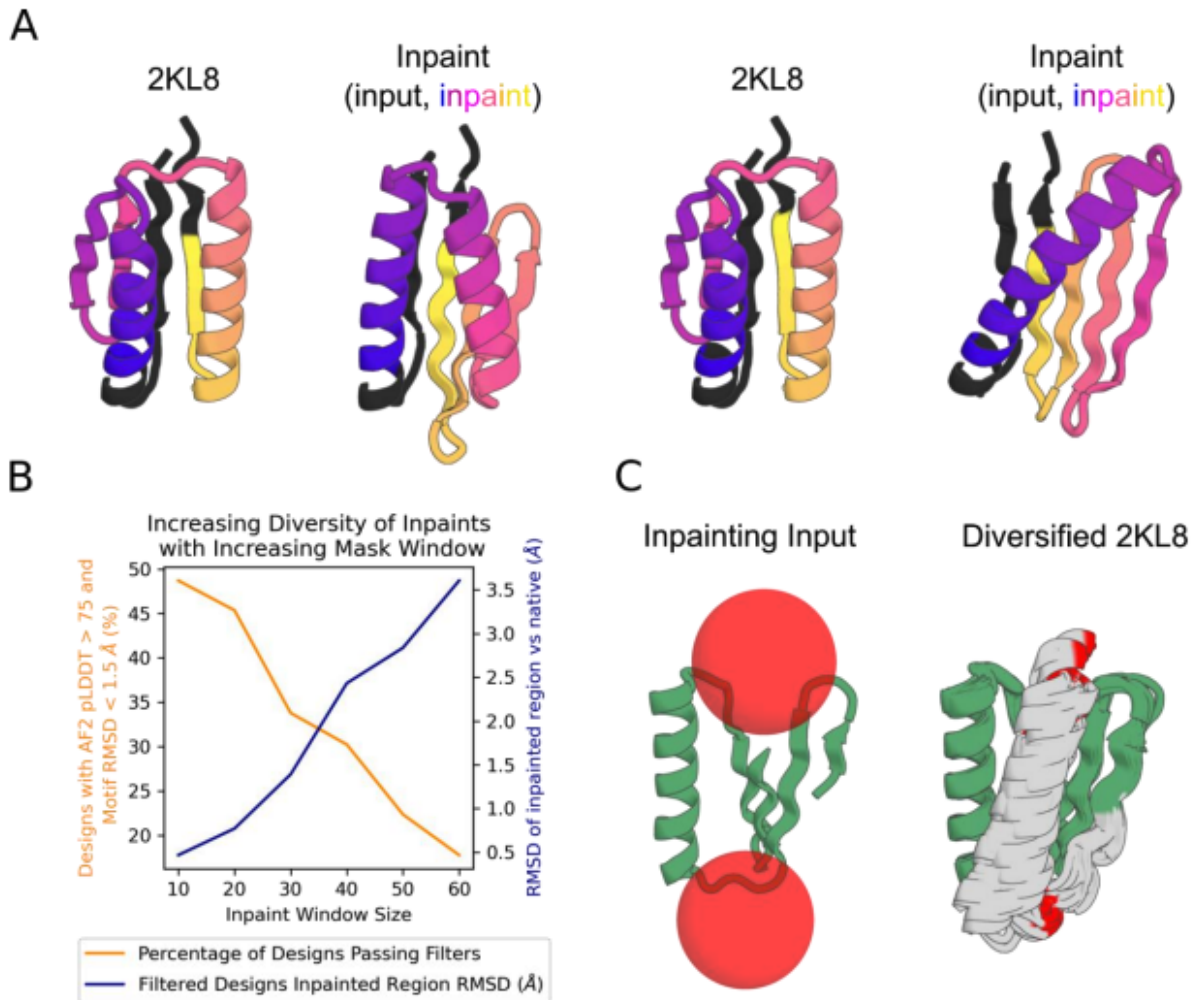 A
2KL8
Inpaint
(input, inpaint)
2KL8
Inpaint
(input, inpaint)
B
Increasing Diversity of Inpaints
with Increasing Mask Window
Designs with AF2 pLDDT > 75 and
Motif RMSD < 1.5 Å (%)
50
45
40
35
30
25
20
RMSD of inpainted region vs native (Å)
3.5
3.0
2.5
2.0
1.5
1.0
0.5
10 20 30 40 50 60
Inpaint Window Size
Percentage of Designs Passing Filters
Filtered Designs Inpainted Region RMSD (Å)
C
Inpainting Input
Diversified 2KL8